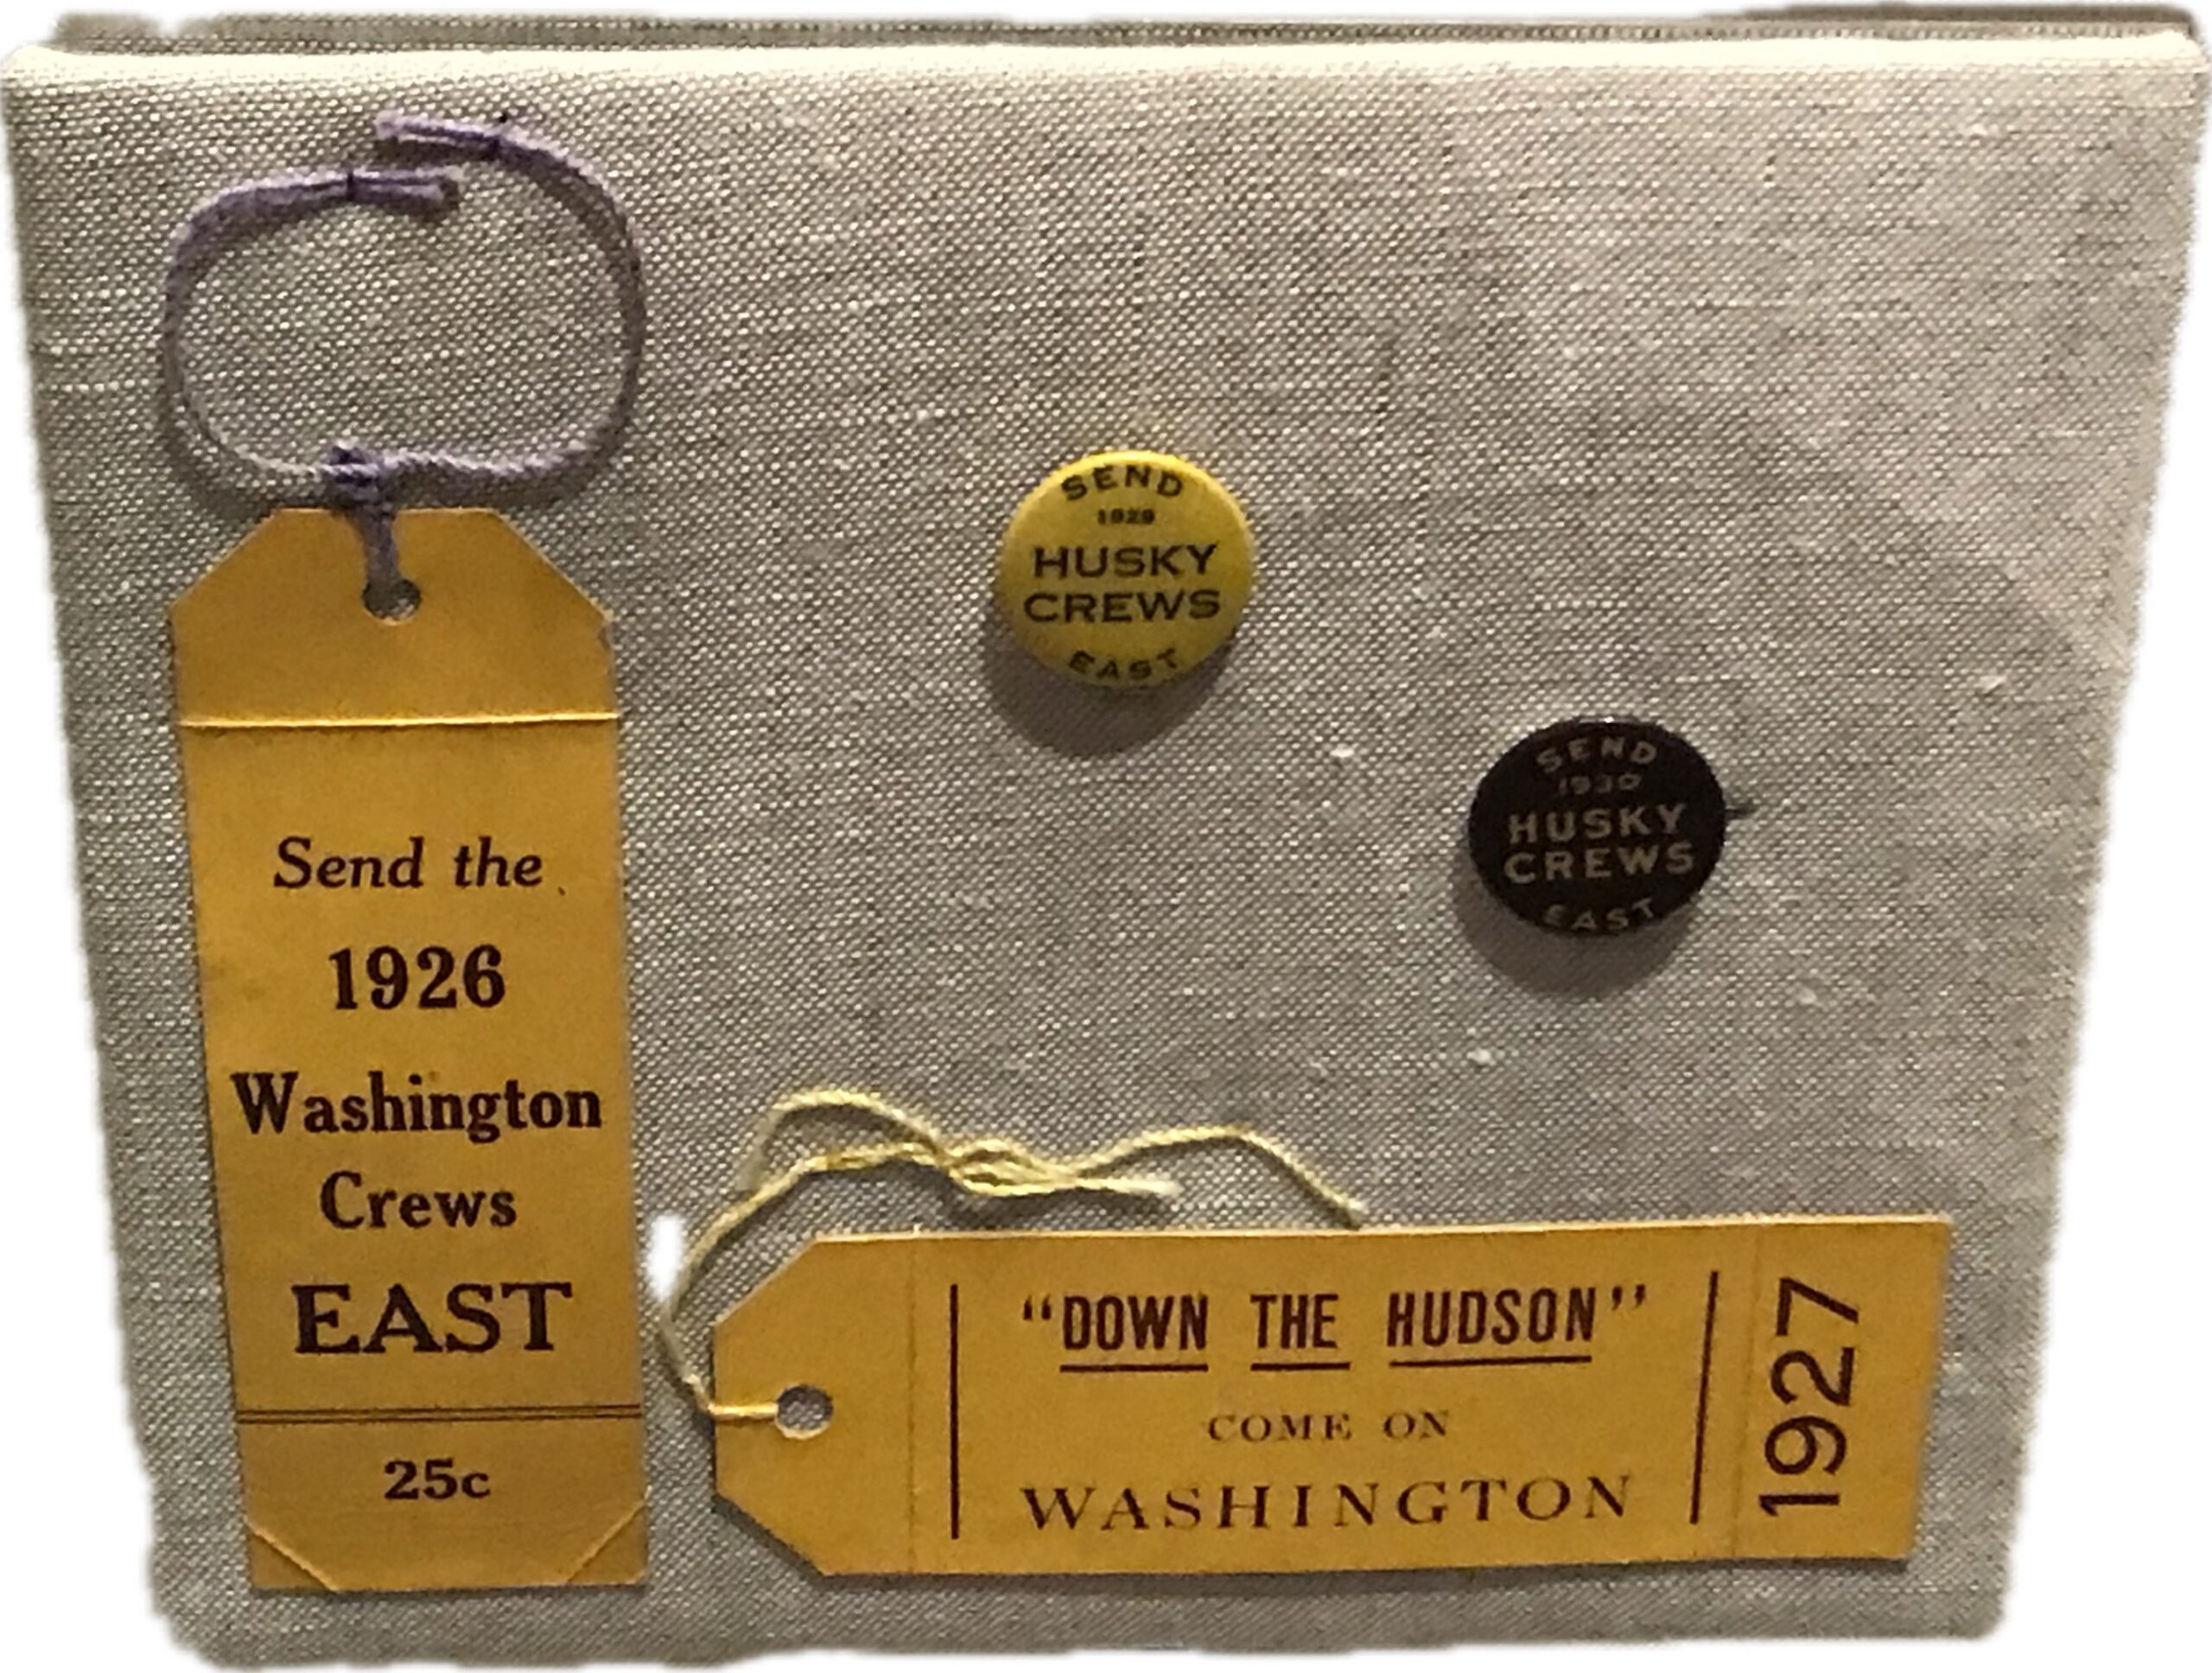 Send the
1926
Washington
Crews
EAST
25c
SEND
1929
HUSKY
CREWS
EAST
SEND
1930
HUSKY
CREWS
EAST
"DOWN THE HUDSON"
COME ON
WASHINGTON
1927